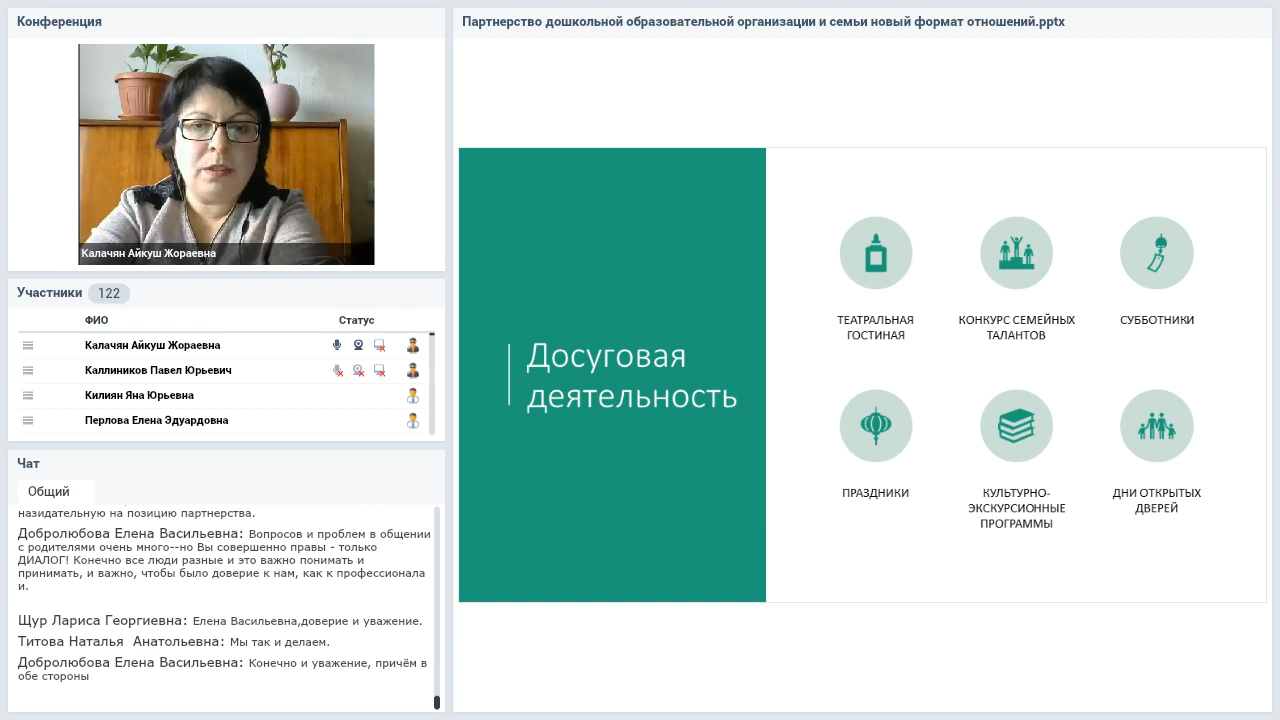 Конференция
Калачян Айкуш Жораевна
Участники 122
ФИО Статус
Калачян Айкуш Жораевна
Каллиников Павел Юрьевич
Килиян Яна Юрьевна
Перлова Елена Эдуардовна
Чат
Общий
назидательную на позицию партнерства.
Добролюбова Елена Васильевна: Вопросов и проблем в общении
с родителями очень много--но Вы совершенно правы - только
ДИАЛОГ! Конечно все люди разные и это важно понимать и
принимать, и важно, чтобы было доверие к нам, как к профессионала
и.
Щур Лариса Георгиевна: Елена Васильевна,доверие и уважение.
Титова Наталья  Анатольевна: Мы так и делаем.
Добролюбова Елена Васильевна: Конечно и уважение, причём в
обе стороны
Партнерство дошкольной образовательной организации и семьи новый формат отношений.pptx
Досуговая
деятельность
ТЕАТРАЛЬНАЯ
ГОСТИНАЯ
КОНКУРС СЕМЕЙНЫХ
ТАЛАНТОВ
СУББОТНИКИ
ПРАЗДНИКИ
КУЛЬТУРНО-
ЭКСКУРСИОННЫЕ
ПРОГРАММЫ
ДНИ ОТКРЫТЫХ
ДВЕРЕЙ